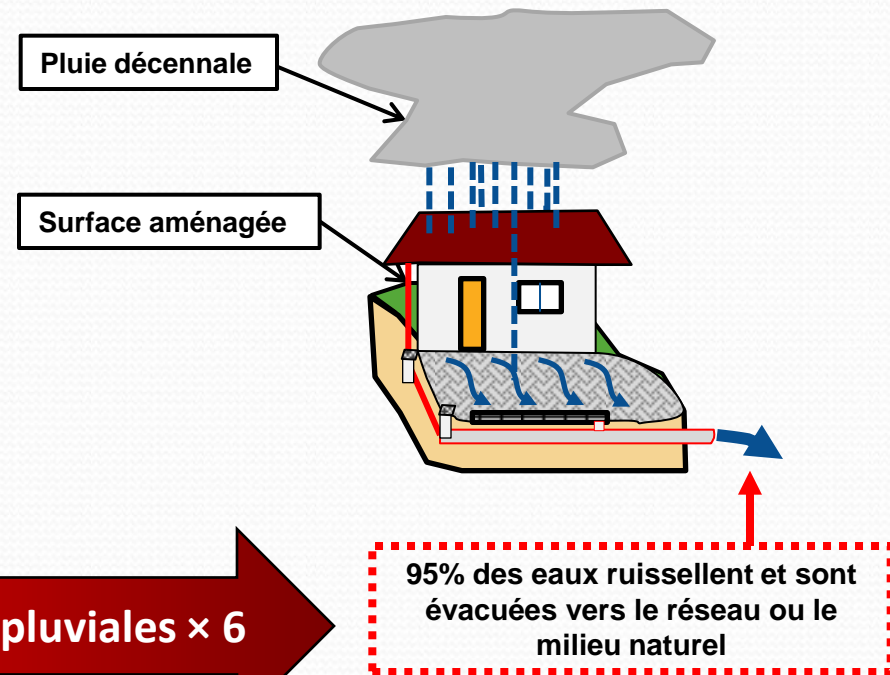 Pluie décennale
Surface aménagée
pluviales × 6
95% des eaux ruissellent et sont
évacuées vers le réseau ou le
milieu naturel